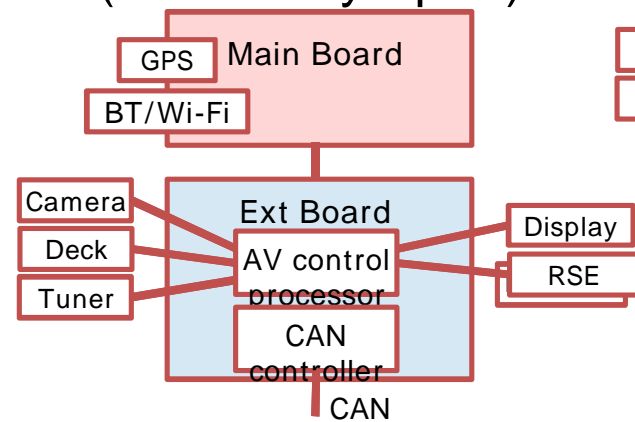 GPS
Main Board
BT/Wi-Fi
Camera
Ext Board
Display
Deck
AV control
processor
RSE
Tuner
CAN
controller
CAN